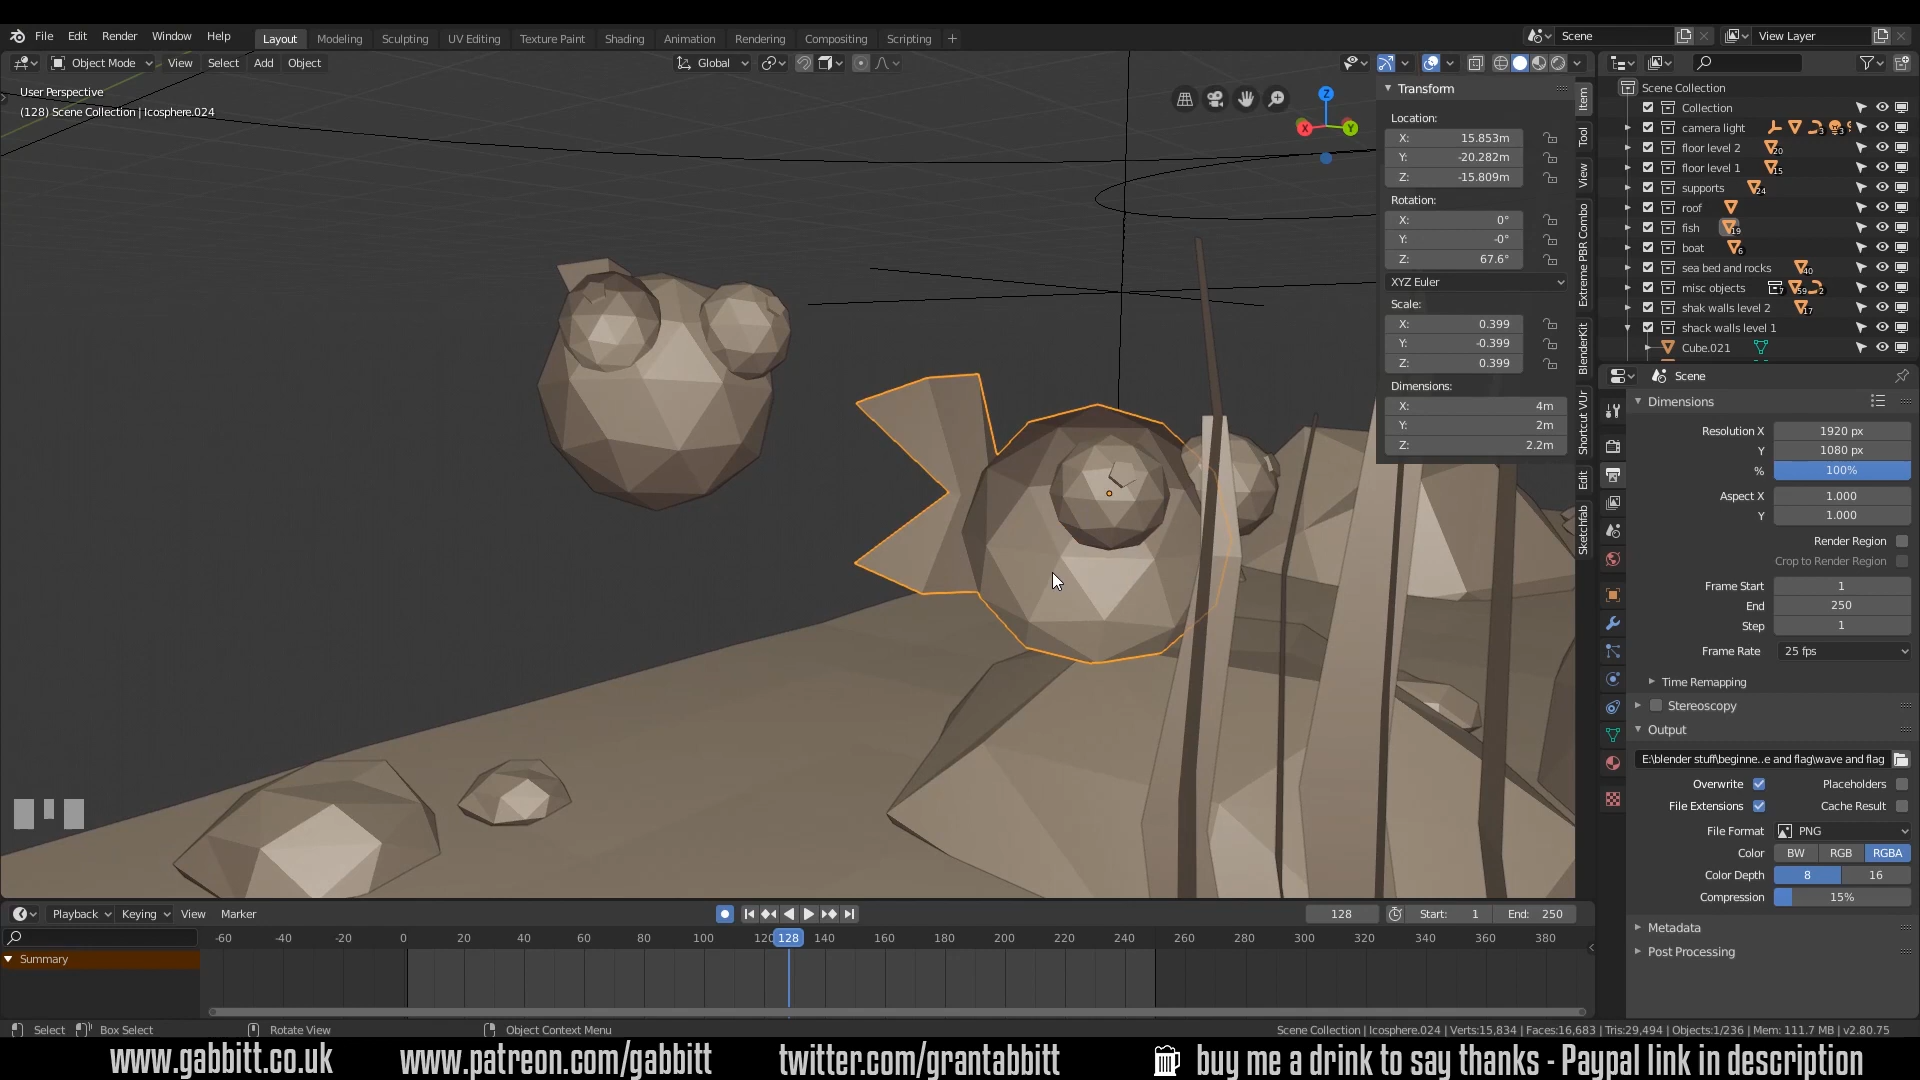 File Edit Render Window Help Layout Modeling Sculpting UV Editing Texture Paint Shading Animation Rendering Compositing Scripting + Scene View Layer
Object Mode View Select Add Object Global
User Perspective
(128) Scene Collection | Icosphere.024
Z
X Y
Transform
Location:
X: 15.853m
Y: -20.282m
Z: -15.809m
Rotation:
X: 0°
Y: -0°
Z: 67.6°
XYZ Euler
Scale:
X: 0.399
Y: -0.399
Z: 0.399
Dimensions:
X: 4m
Y: 2m
Z: 2.2m
Item
Tool
View
Extreme PBR Combo
BlenderKit
Shortcut VUr
Edit
Sketchfab
Scene Collection
Collection
camera light 3 3
floor level 2 20
floor level 1 15
supports 24
roof
fish 19
boat 6
sea bed and rocks 40
misc objects 7 59 2
shak walls level 2 17
shack walls level 1
Cube.021
Scene
Dimensions
Resolution X 1920 px
Y 1080 px
% 100%
Aspect X 1.000
Y 1.000
Render Region
Crop to Render Region
Frame Start 1
End 250
Step 1
Frame Rate 25 fps
Time Remapping
Stereoscopy
Output
E:\blender stuff\beginne..e and flag\wave and flag
Overwrite Placeholders
File Extensions Cache Result
File Format PNG
Color BW RGB RGBA
Color Depth 8 16
Compression 15%
Metadata
Post Processing
Playback Keying View Marker 128 Start: 1 End: 250
-60 -40 -20 0 20 40 60 80 100 120 128 140 160 180 200 220 240 260 280 300 320 340 360 380
Summary
Select Box Select Rotate View Object Context Menu Scene Collection | Icosphere.024 | Verts:15,834 | Faces:16,683 | Tris:29,494 | Objects:1/236 | Mem: 111.7 MB | v2.80.75
www.gabbitt.co.uk www.patreon.com/gabbitt twitter.com/grantabbitt buy me a drink to say thanks - Paypal link in description